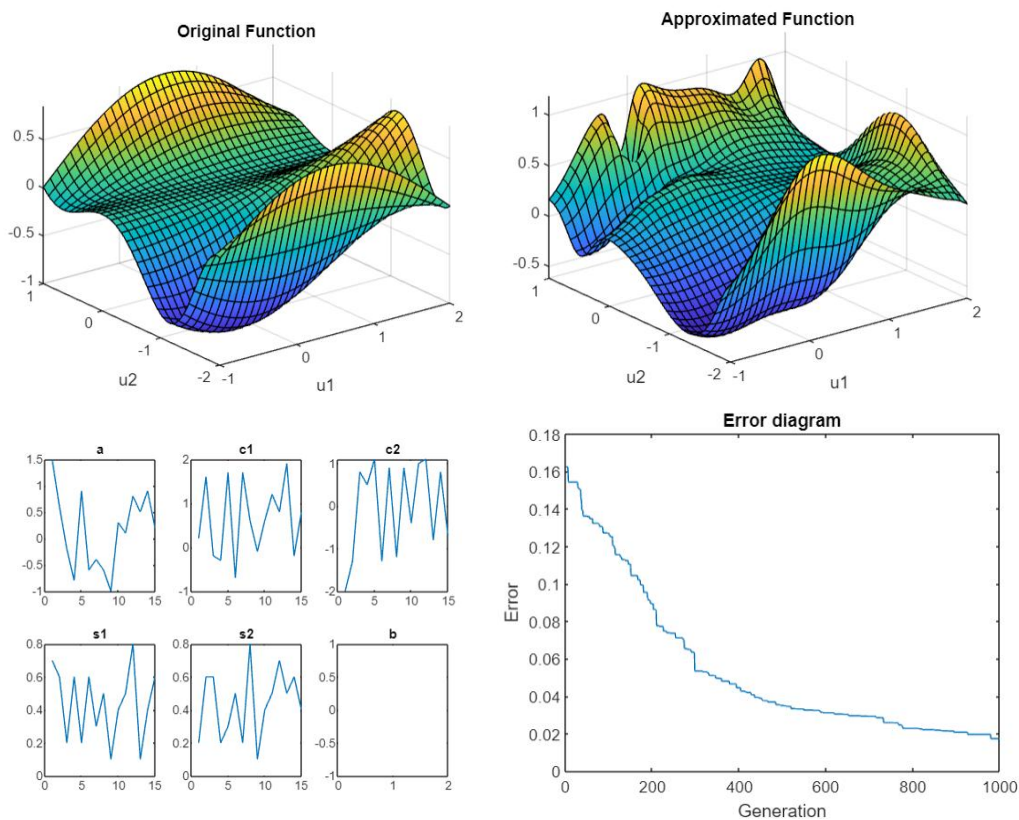 Original Function
0.5
0
-0.5
-1
1
0
-1
-2
-1
0
1
2
u2
u1
Approximated Function
1
0.5
0
-0.5
1
0
-1
-2
-1
0
1
2
u2
u1
a
1.5
1
0.5
0
-0.5
-1
0 5 10 15
c1
2
1
0
-1
0 5 10 15
c2
1
0
-1
-2
0 5 10 15
s1
0.8
0.6
0.4
0.2
0
0 5 10 15
s2
0.8
0.6
0.4
0.2
0
0 5 10 15
b
1
0.5
0
-0.5
-1
0 1 2
Error diagram
0.18
0.16
0.14
0.12
0.1
0.08
0.06
0.04
0.02
0
0 200 400 600 800 1000
Error
Generation